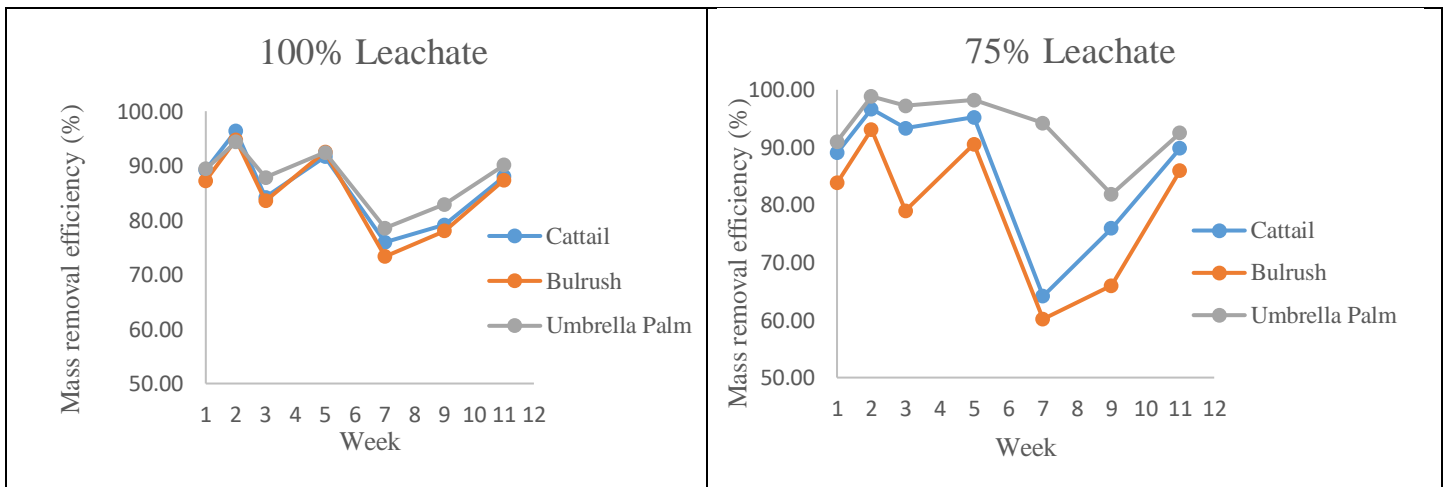 100% Leachate
Mass removal efficiency (%)
100.00
90.00
80.00
70.00
60.00
50.00
1 2 3 4 5 6 7 8 9 10 11 12
Week
Cattail
Bulrush
Umbrella Palm
75% Leachate
Mass removal efficiency (%)
100.00
90.00
80.00
70.00
60.00
50.00
1 2 3 4 5 6 7 8 9 10 11 12
Week
Cattail
Bulrush
Umbrella Palm